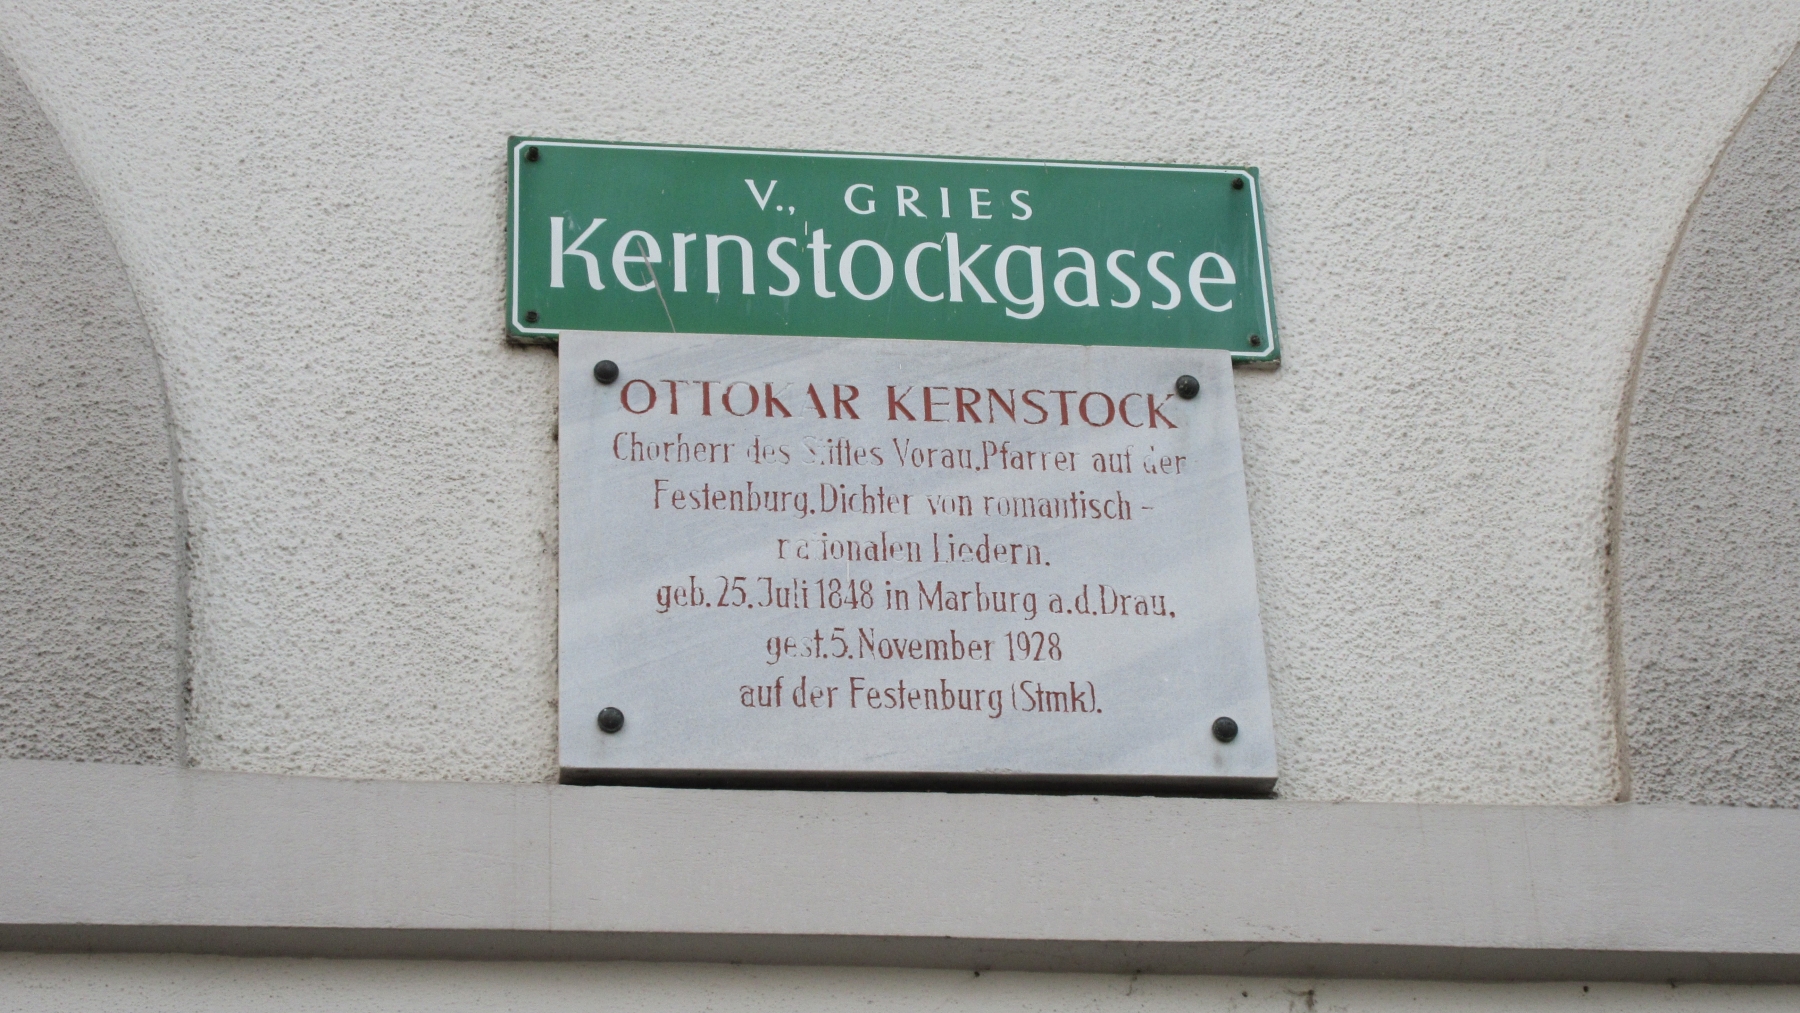 V., GRIES
Kernstockgasse
OTTOKAR KERNSTOCK
Chorherr des Stiftes Vorau.Pfarrer auf der
Festenburg.Dichter von romantisch-
nationalen Liedern.
geb.25.Juli 1848 in Marburg a.d.Drau,
gest.5.November 1928
auf der Festenburg (Stmk).